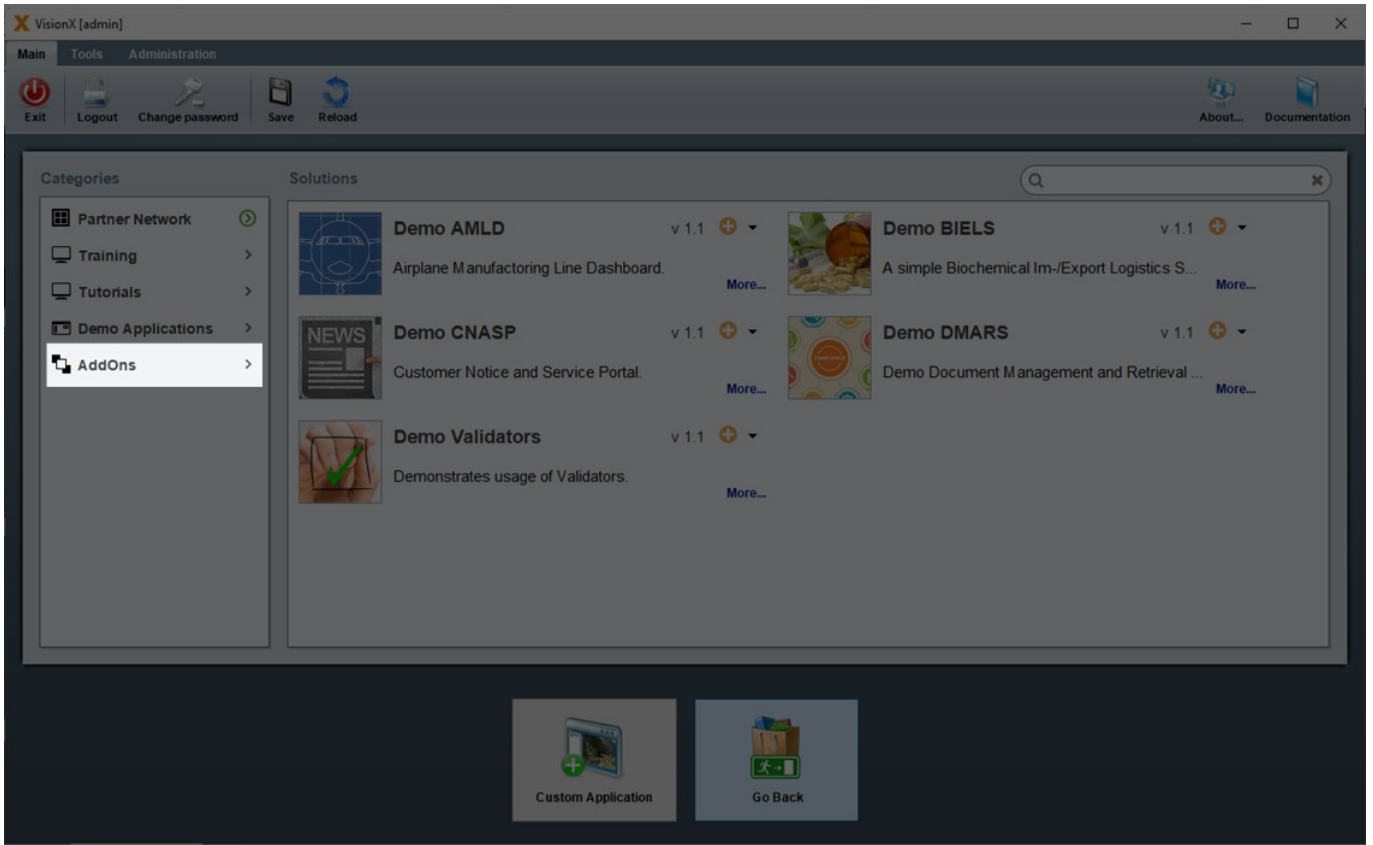 VisionX [admin]
Main Tools Administration
Exit Logout Change password Save Reload About... Documentation
Categories Solutions
Partner Network
Training
Tutorials
Demo Applications
AddOns
Demo AMLD v 1.1
Airplane Manufactoring Line Dashboard.
More...
Demo BIELS v 1.1
A simple Biochemical Im-/Export Logistics S...
More...
NEWS
Demo CNASP v 1.1
Customer Notice and Service Portal.
More...
COMPLIANCE
Demo DMARS v 1.1
Demo Document Management and Retrieval ...
More...
Demo Validators v 1.1
Demonstrates usage of Validators.
More...
Custom Application Go Back